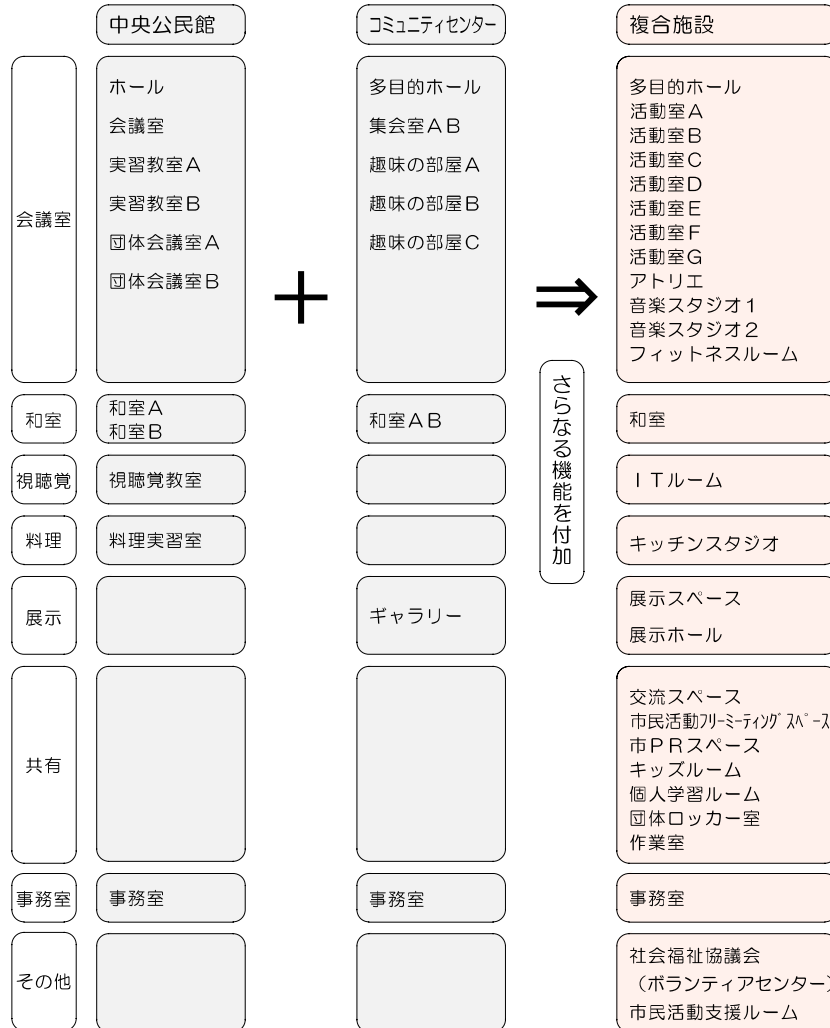 中央公民館
コミュニティセンター
複合施設
会議室
ホール
会議室
実習教室A
実習教室B
団体会議室A
団体会議室B
＋
多目的ホール
集会室AB
趣味の部屋A
趣味の部屋B
趣味の部屋C
⇒
多目的ホール
活動室A
活動室B
活動室C
活動室D
活動室E
活動室F
活動室G
アトリエ
音楽スタジオ1
音楽スタジオ2
フィットネスルーム
さらなる機能を付加
和室
和室A
和室B
和室AB
和室
視聴覚
視聴覚教室
ITルーム
料理
料理実習室
キッチンスタジオ
展示
ギャラリー
展示スペース
展示ホール
共有
交流スペース
市民活動フリーミーティングスペース
市PRスペース
キッズルーム
個人学習ルーム
団体ロッカー室
作業室
事務室
事務室
事務室
事務室
その他
社会福祉協議会
（ボランティアセンター）
市民活動支援ルーム